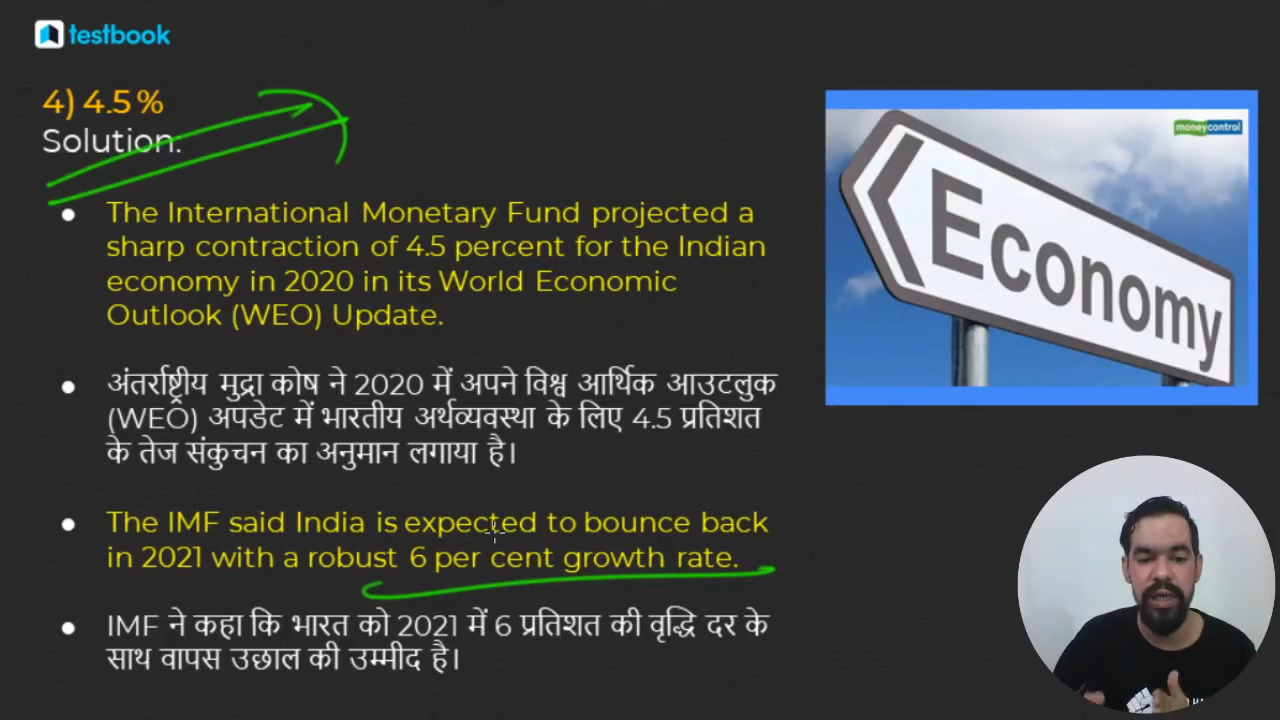 testbook
4) 4.5%
Solution:
● The International Monetary Fund projected a
sharp contraction of 4.5 percent for the Indian
economy in 2020 in its World Economic
Outlook (WEO) Update.
● अंतर्राष्ट्रीय मुद्रा कोष ने 2020 में अपने विश्व आर्थिक आउटलुक
(WEO) अपडेट में भारतीय अर्थव्यवस्था के लिए 4.5 प्रतिशत
के तेज संकुचन का अनुमान लगाया है।
● The IMF said India is expected to bounce back
in 2021 with a robust 6 per cent growth rate.
● IMF ने कहा कि भारत को 2021 में 6 प्रतिशत की वृद्धि दर के
साथ वापस उछाल की उम्मीद है।
moneycontrol
Economy